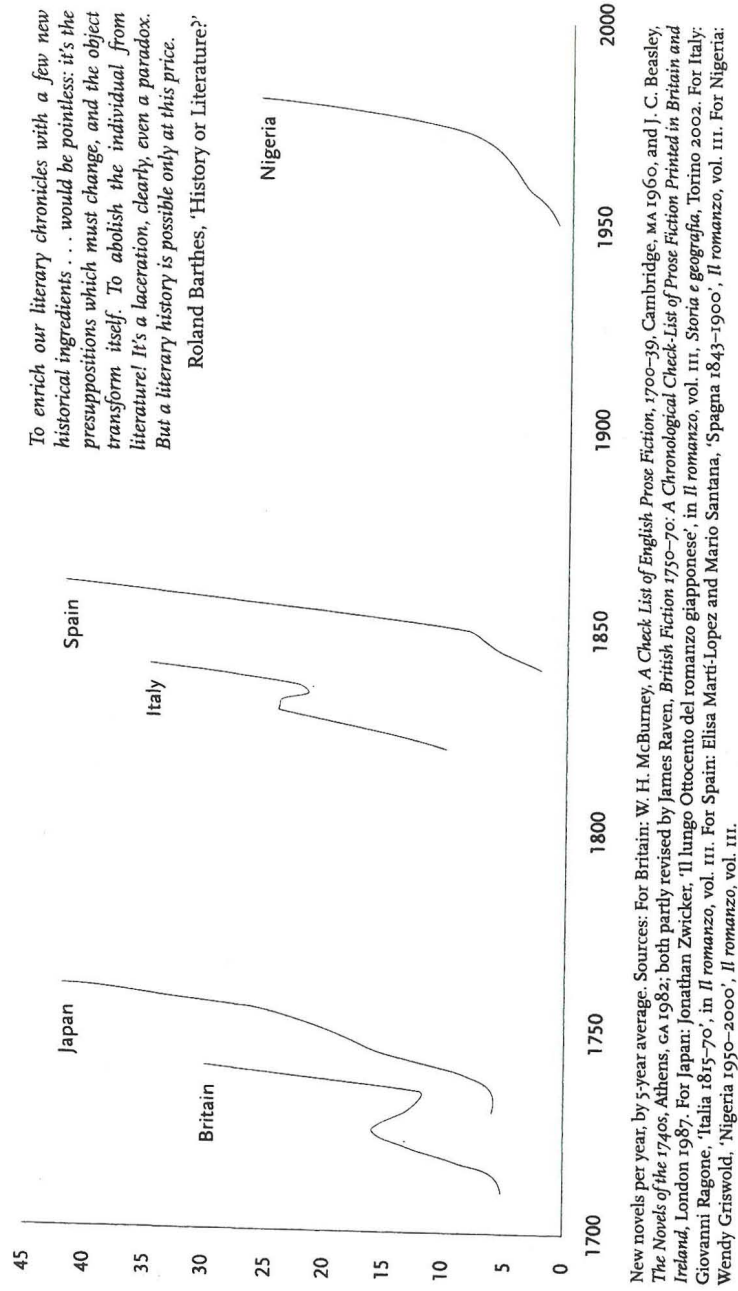 To enrich our literary chronicles with a few new
historical ingredients . . . would be pointless: it's the
presuppositions which must change, and the object
transform itself. To abolish the individual from
literature! It's a laceration, clearly, even a paradox.
But a literary history is possible only at this price.
Roland Barthes, 'History or Literature?'
45
40
35
30
25
20
15
10
5
0
Britain
Japan
Italy
Spain
Nigeria
1700
1750
1800
1850
1900
1950
2000
New novels per year, by 5-year average. Sources: For Britain: W. H. McBurney, A Check List of English Prose Fiction, 1700–39, Cambridge, MA 1960, and J. C. Beasley,
The Novels of the 1740s, Athens, GA 1982; both partly revised by James Raven, British Fiction 1750–70: A Chronological Check-List of Prose Fiction Printed in Britain and
Ireland, London 1987. For Japan: Jonathan Zwicker, 'Il lungo Ottocento del romanzo giapponese', in Il romanzo, vol. III, Storia e geografia, Torino 2002. For Italy:
Giovanni Ragone, 'Italia 1815–70', in Il romanzo, vol. III. For Spain: Elisa Martí-Lopez and Mario Santana, 'Spagna 1843–1900', Il romanzo, vol. III. For Nigeria:
Wendy Griswold, 'Nigeria 1950–2000', Il romanzo, vol. III.